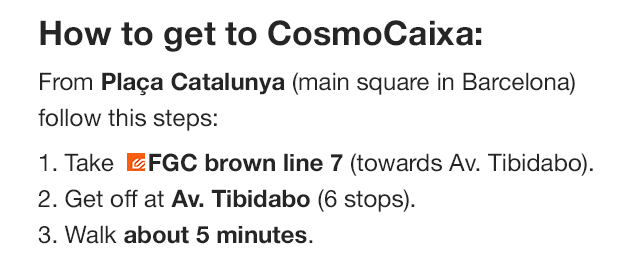 How to get to CosmoCaixa:
From Plaça Catalunya (main square in Barcelona)
follow this steps:
1. Take FGC brown line 7 (towards Av. Tibidabo).
2. Get off at Av. Tibidabo (6 stops).
3. Walk about 5 minutes.